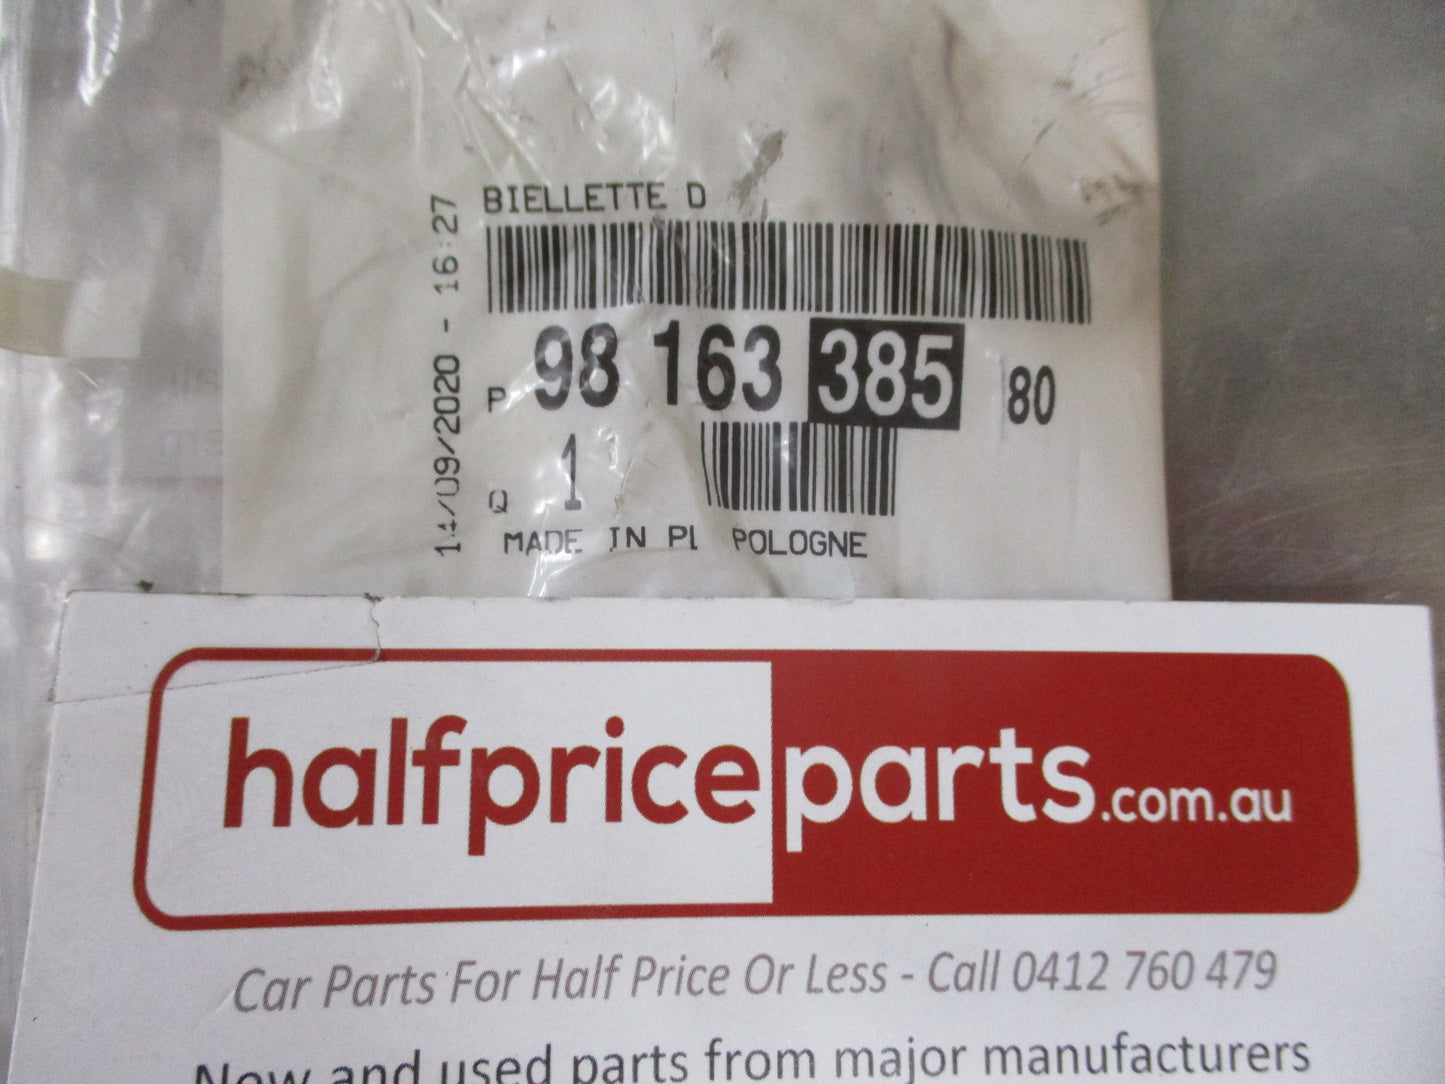 BIELLETTE D
14/09/2020 - 16:27
P 98 163 385 80
Q 1
MADE IN PL POLOGNE
halfpriceparts.com.au
Car Parts For Half Price Or Less - Call 0412 760 479
New and used parts from major manufacturers